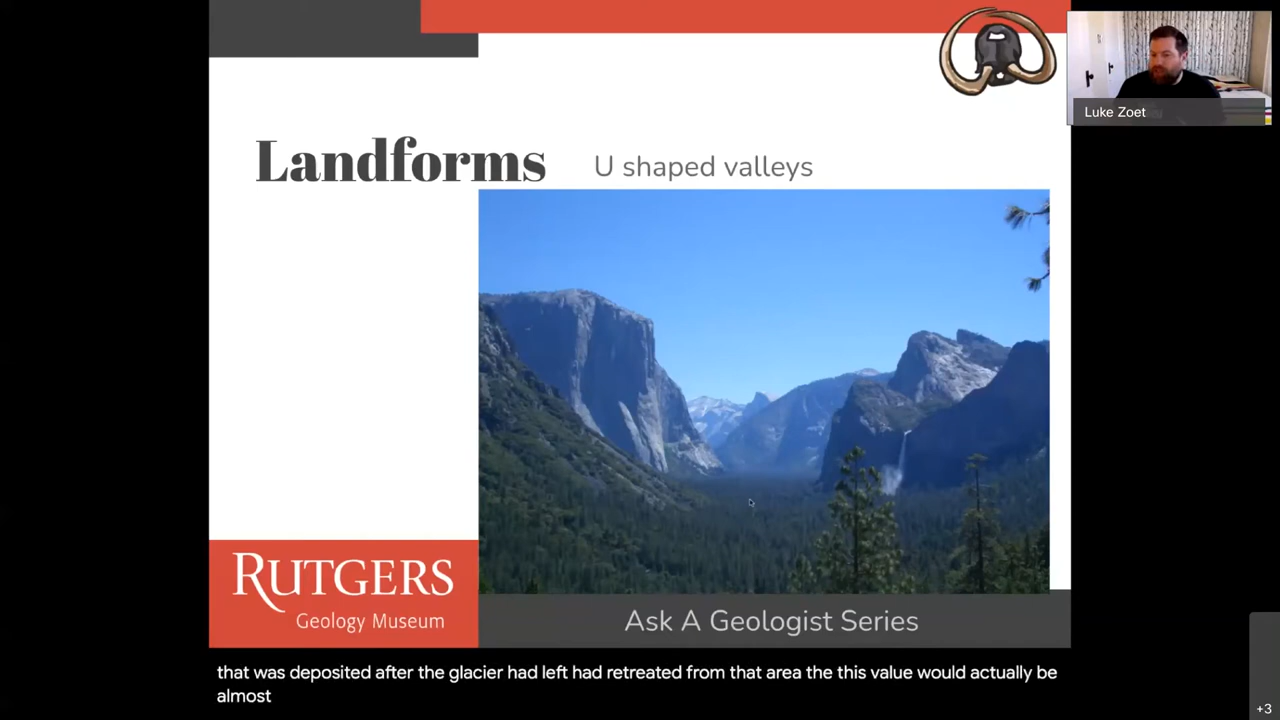 Luke Zoet
Landforms
U shaped valleys
RUTGERS
Geology Museum
Ask A Geologist Series
that was deposited after the glacier had left had retreated from that area the this value would actually be
almost
+3